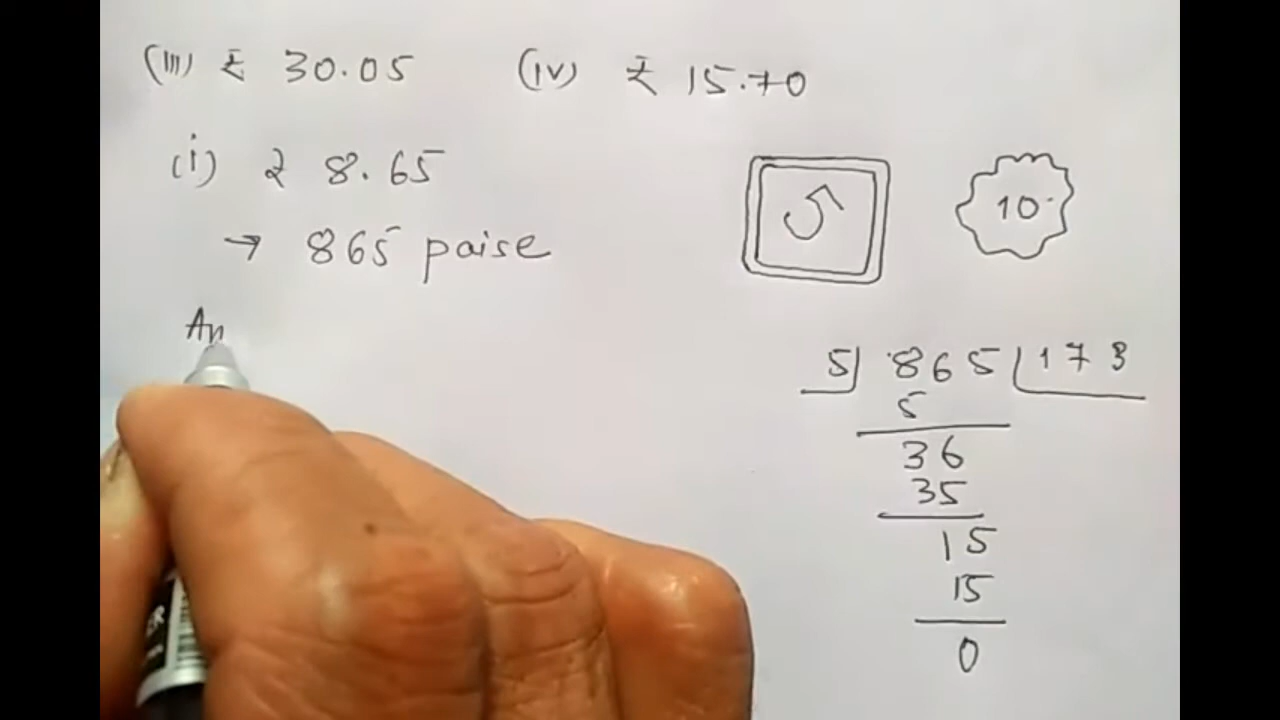 (iii) ₹ 30.05 (iv) ₹ 15.70
(i) ₹ 8.65
→ 865 paise
An
5
10
5) 865 ( 173
5
36
35
15
15
0